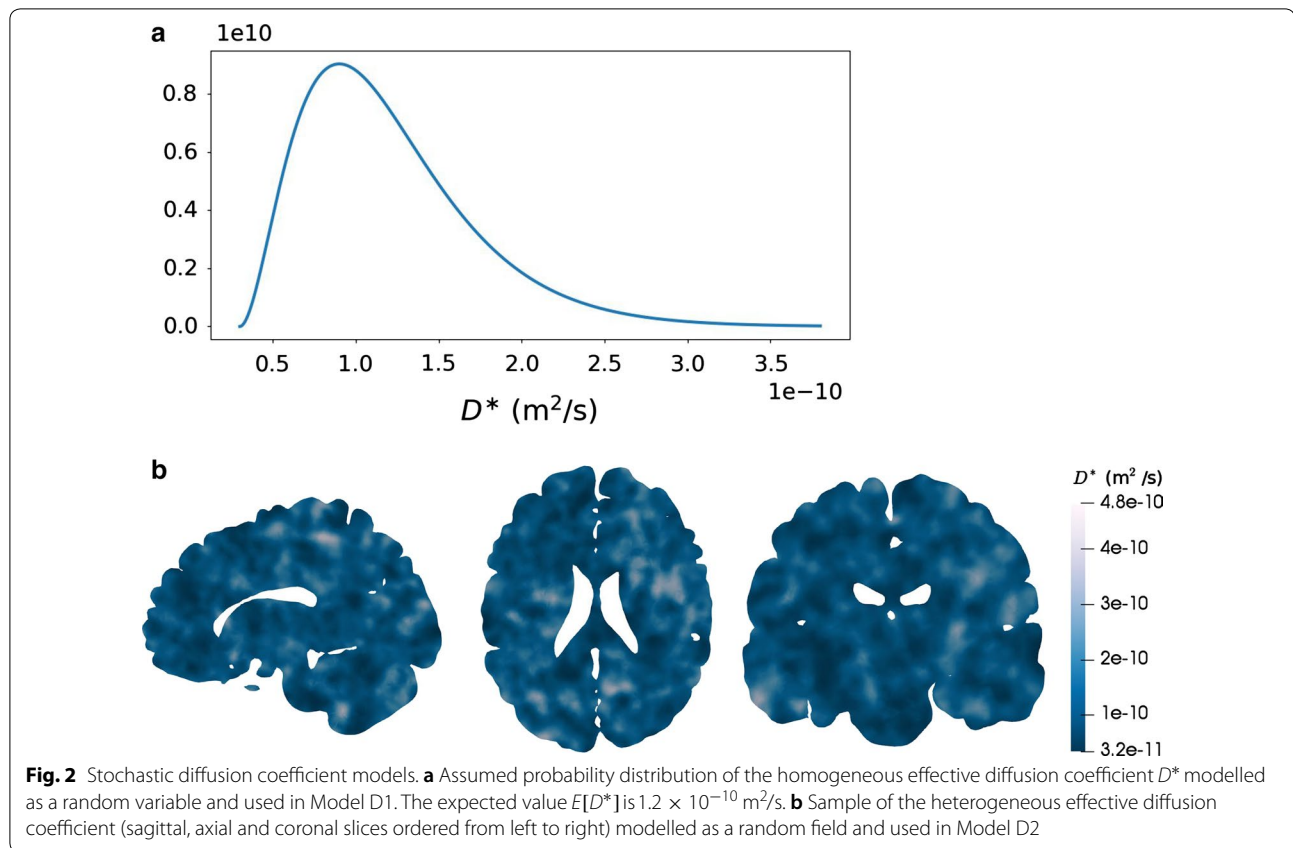 a
1e10
0.8
0.6
0.4
0.2
0.0
0.5 1.0 1.5 2.0 2.5 3.0 3.5
1e−10
D* (m²/s)
b
D* (m² /s)
4.8e-10
4e-10
3e-10
2e-10
1e-10
3.2e-11
Fig. 2 Stochastic diffusion coefficient models. a Assumed probability distribution of the homogeneous effective diffusion coefficient D* modelled
as a random variable and used in Model D1. The expected value E[D*] is 1.2 × 10⁻¹⁰ m²/s. b Sample of the heterogeneous effective diffusion
coefficient (sagittal, axial and coronal slices ordered from left to right) modelled as a random field and used in Model D2